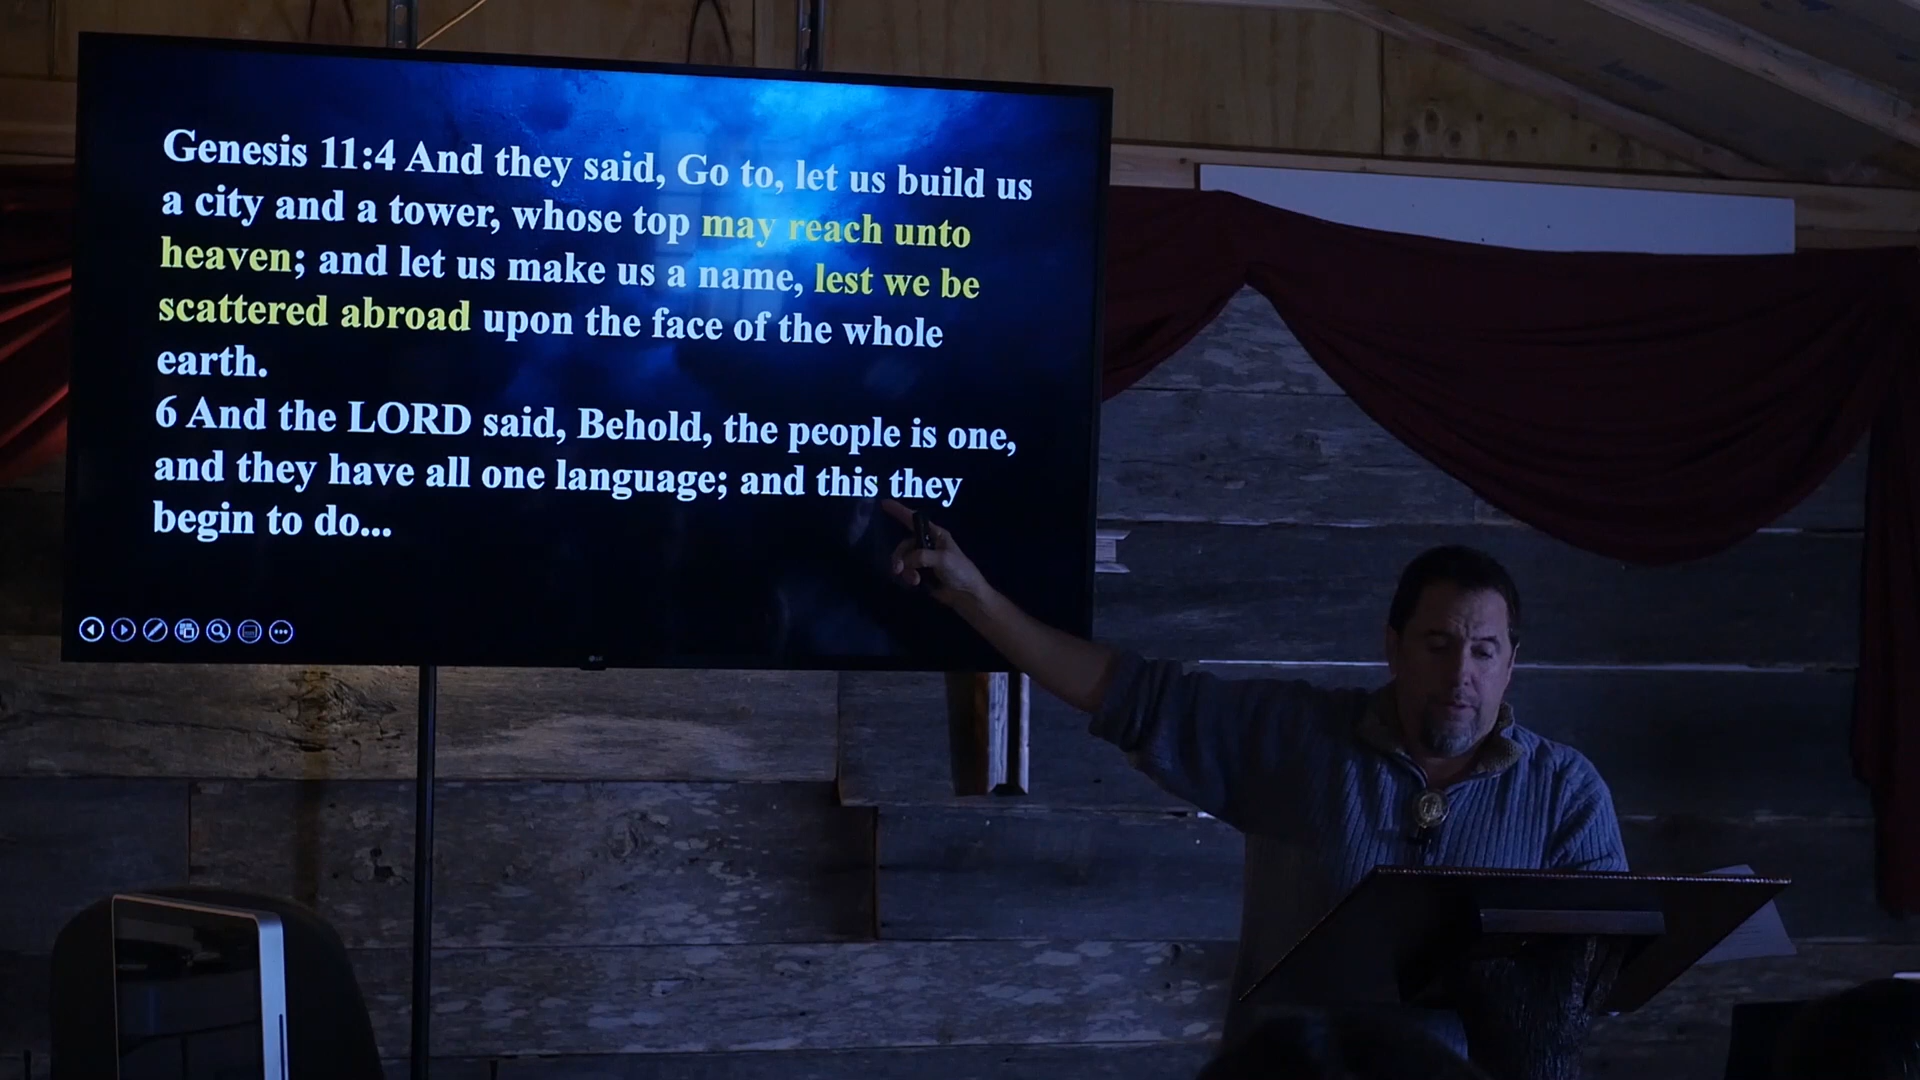 Genesis 11:4 And they said, Go to, let us build us
a city and a tower, whose top may reach unto
heaven; and let us make us a name, lest we be
scattered abroad upon the face of the whole
earth.
6 And the LORD said, Behold, the people is one,
and they have all one language; and this they
begin to do...
LG